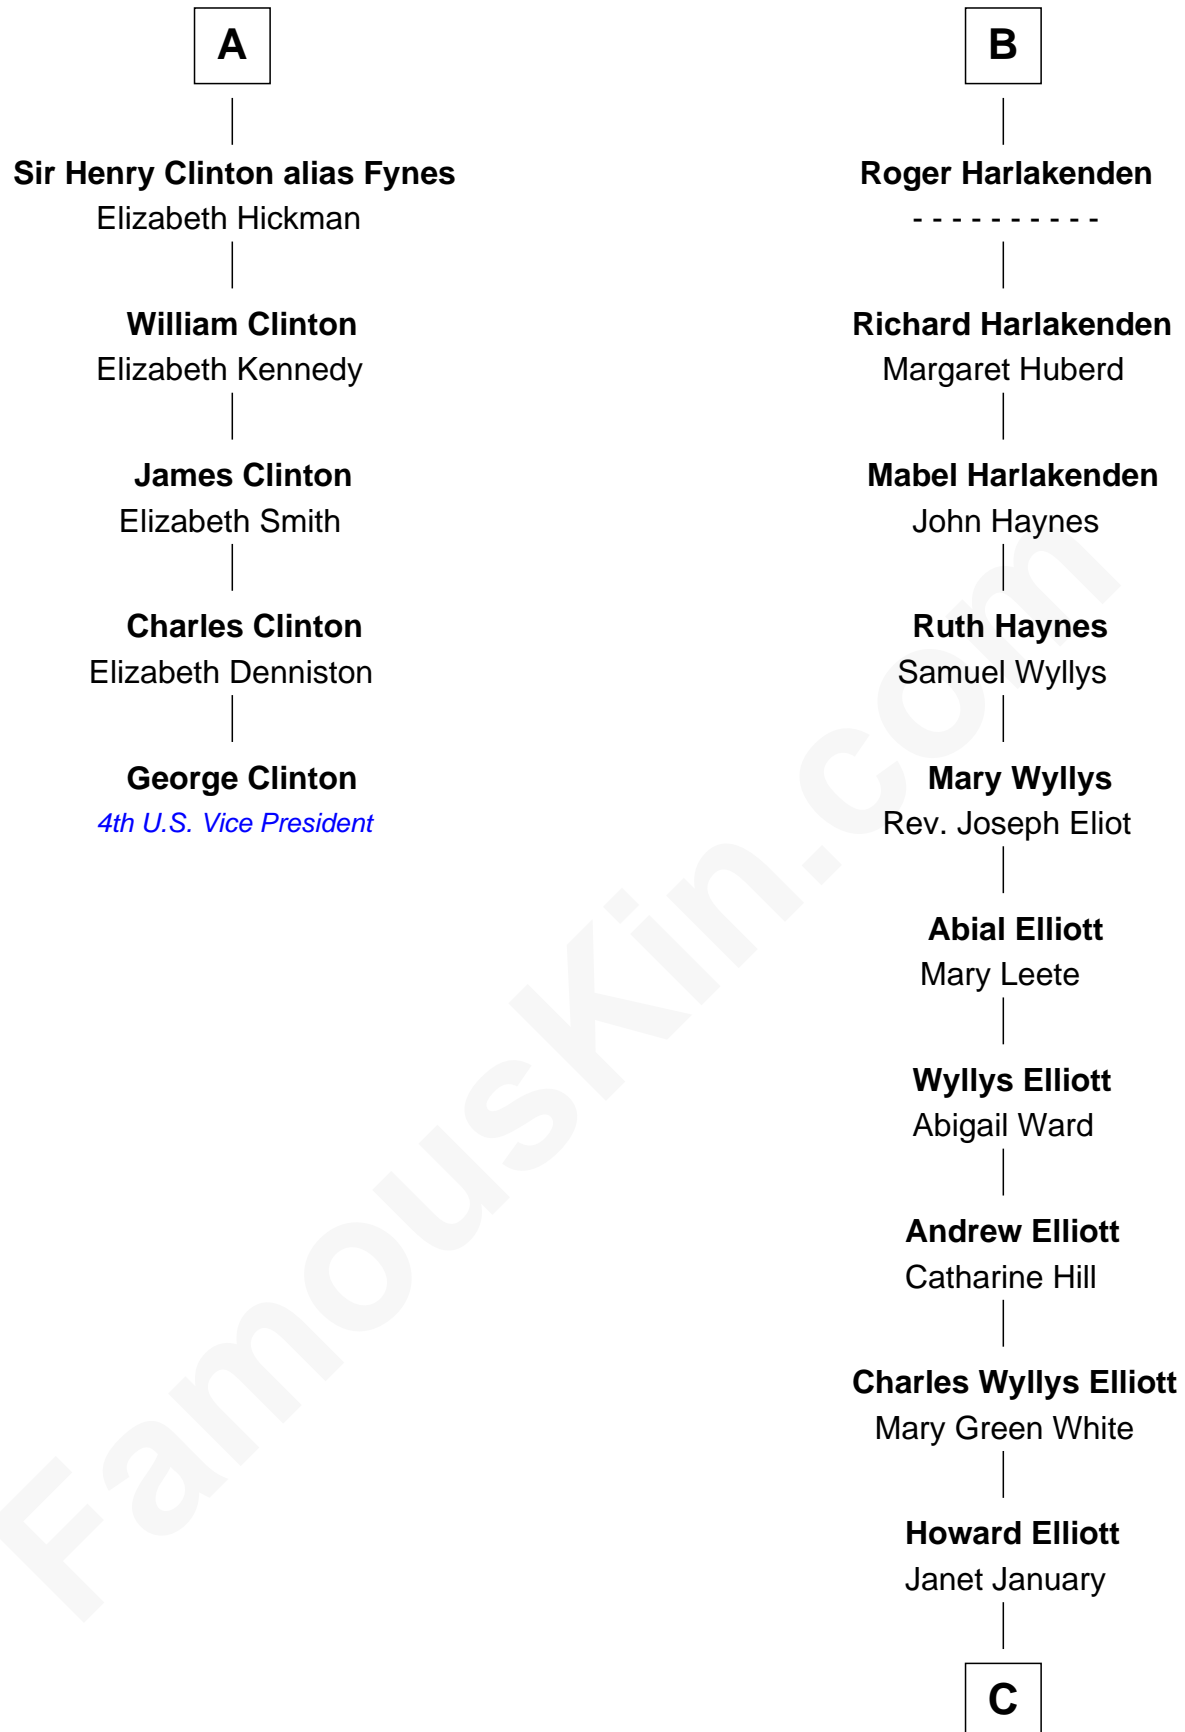 A
Sir Henry Clinton alias Fynes
Elizabeth Hickman
William Clinton
Elizabeth Kennedy
James Clinton
Elizabeth Smith
Charles Clinton
Elizabeth Denniston
George Clinton
4th U.S. Vice President
B
Roger Harlakenden
- - - - - - - - - -
Richard Harlakenden
Margaret Huberd
Mabel Harlakenden
John Haynes
Ruth Haynes
Samuel Wyllys
Mary Wyllys
Rev. Joseph Eliot
Abial Elliott
Mary Leete
Wyllys Elliott
Abigail Ward
Andrew Elliott
Catharine Hill
Charles Wyllys Elliott
Mary Green White
Howard Elliott
Janet January
C
FamousKin.com